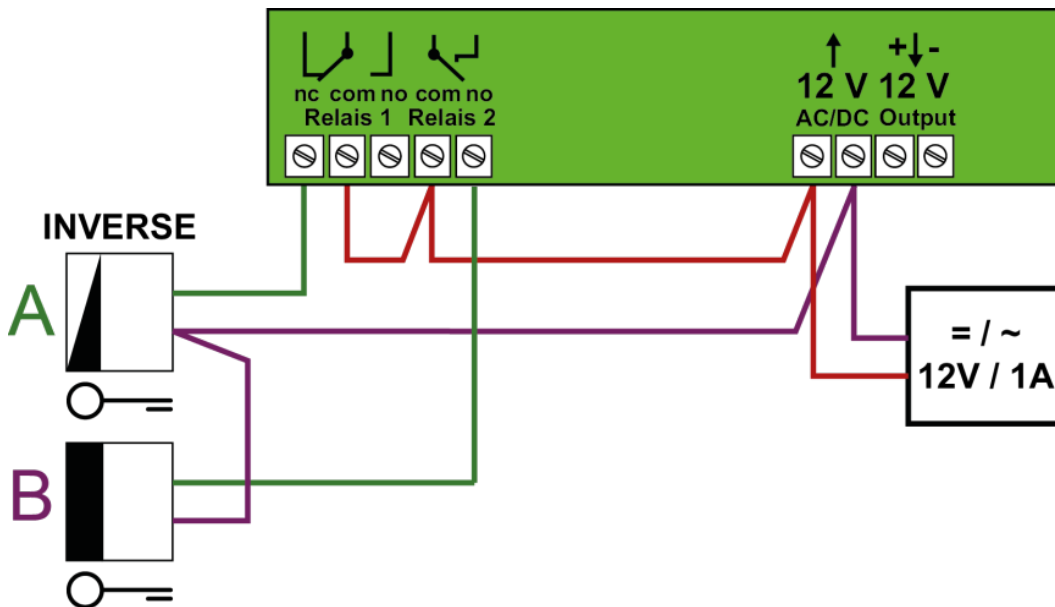 + -
12 V 12 V
nc com no com no
Relais 1 Relais 2
AC/DC Output
INVERSE
A
= / ~
12V / 1A
B